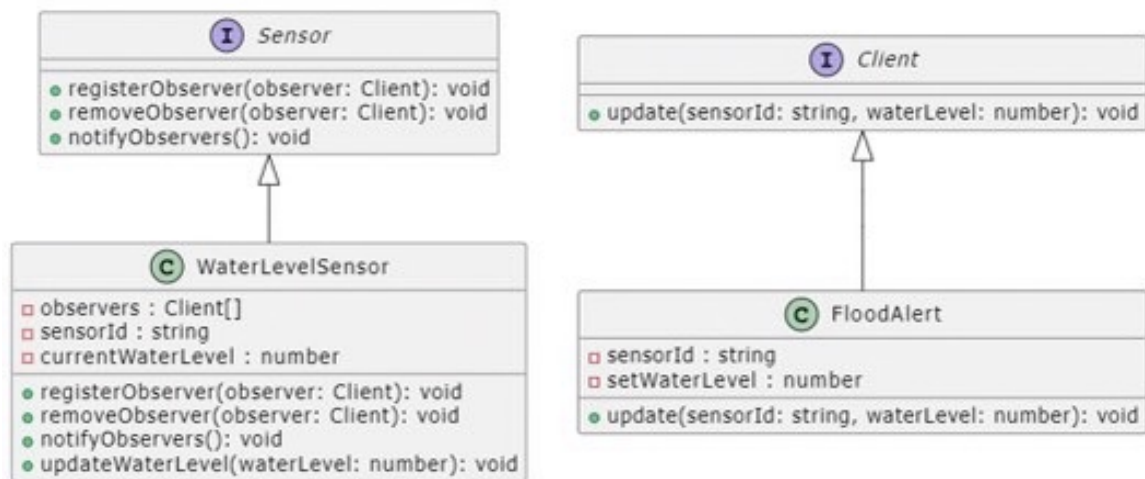 I Sensor
registerObserver(observer: Client): void
removeObserver(observer: Client): void
notifyObservers(): void
C WaterLevelSensor
observers : Client[]
sensorId : string
currentWaterLevel : number
registerObserver(observer: Client): void
removeObserver(observer: Client): void
notifyObservers(): void
updateWaterLevel(waterLevel: number): void
I Client
update(sensorId: string, waterLevel: number): void
C FloodAlert
sensorId : string
setWaterLevel : number
update(sensorId: string, waterLevel: number): void